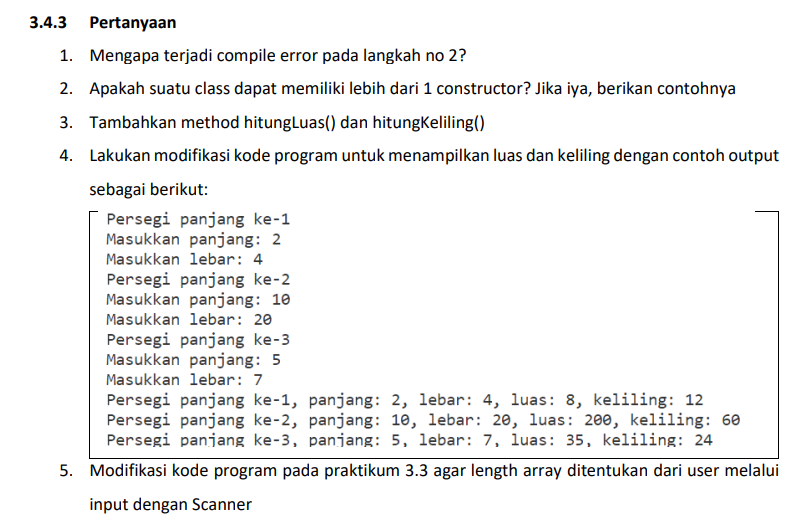 3.4.3 Pertanyaan
1. Mengapa terjadi compile error pada langkah no 2?
2. Apakah suatu class dapat memiliki lebih dari 1 constructor? Jika iya, berikan contohnya
3. Tambahkan method hitungLuas() dan hitungKeliling()
4. Lakukan modifikasi kode program untuk menampilkan luas dan keliling dengan contoh output
sebagai berikut:
Persegi panjang ke-1
Masukkan panjang: 2
Masukkan lebar: 4
Persegi panjang ke-2
Masukkan panjang: 10
Masukkan lebar: 20
Persegi panjang ke-3
Masukkan panjang: 5
Masukkan lebar: 7
Persegi panjang ke-1, panjang: 2, lebar: 4, luas: 8, keliling: 12
Persegi panjang ke-2, panjang: 10, lebar: 20, luas: 200, keliling: 60
Persegi panjang ke-3, panjang: 5, lebar: 7, luas: 35, keliling: 24
5. Modifikasi kode program pada praktikum 3.3 agar length array ditentukan dari user melalui
input dengan Scanner